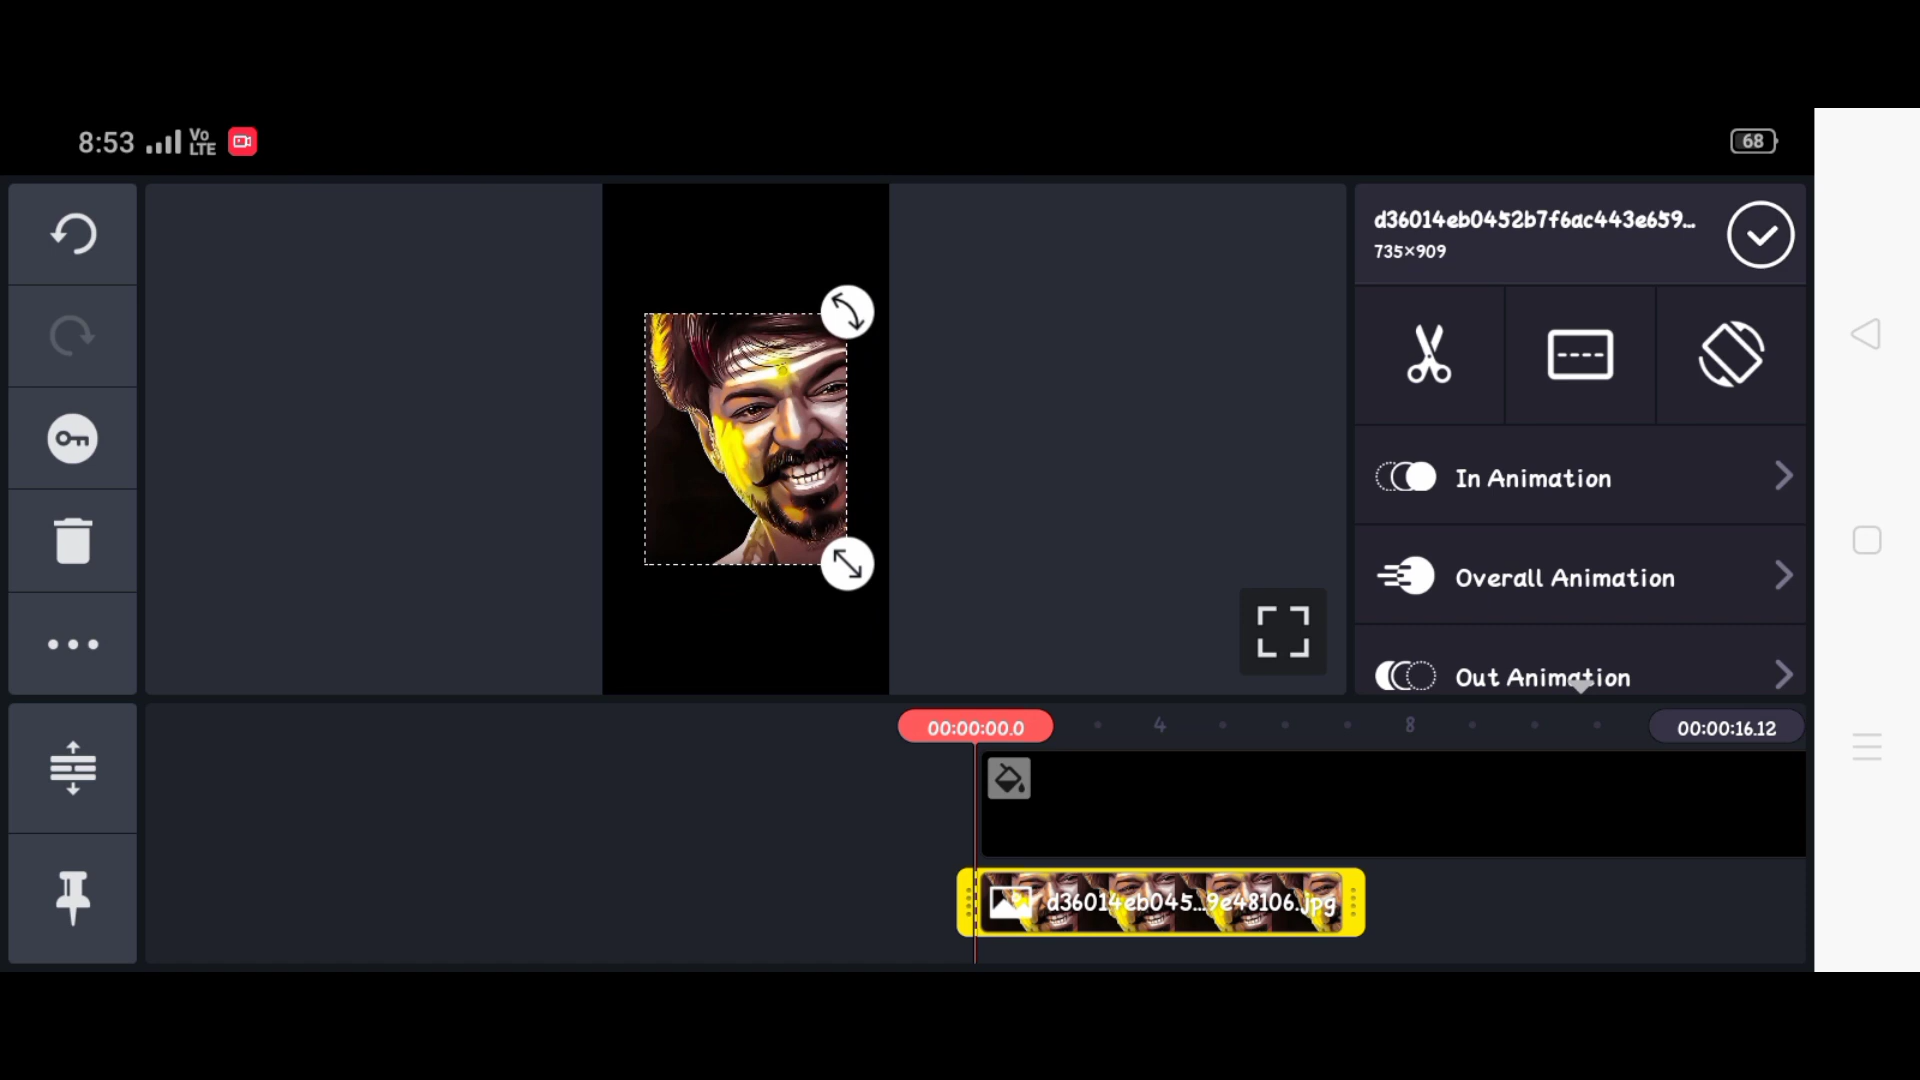 8:53 Vo LTE
68
d36014eb0452b7f6ac443e659...
735×909
In Animation
Overall Animation
Out Animation
00:00:00.0 4 8 00:00:16.12
d36014eb045...9e48106.jpg